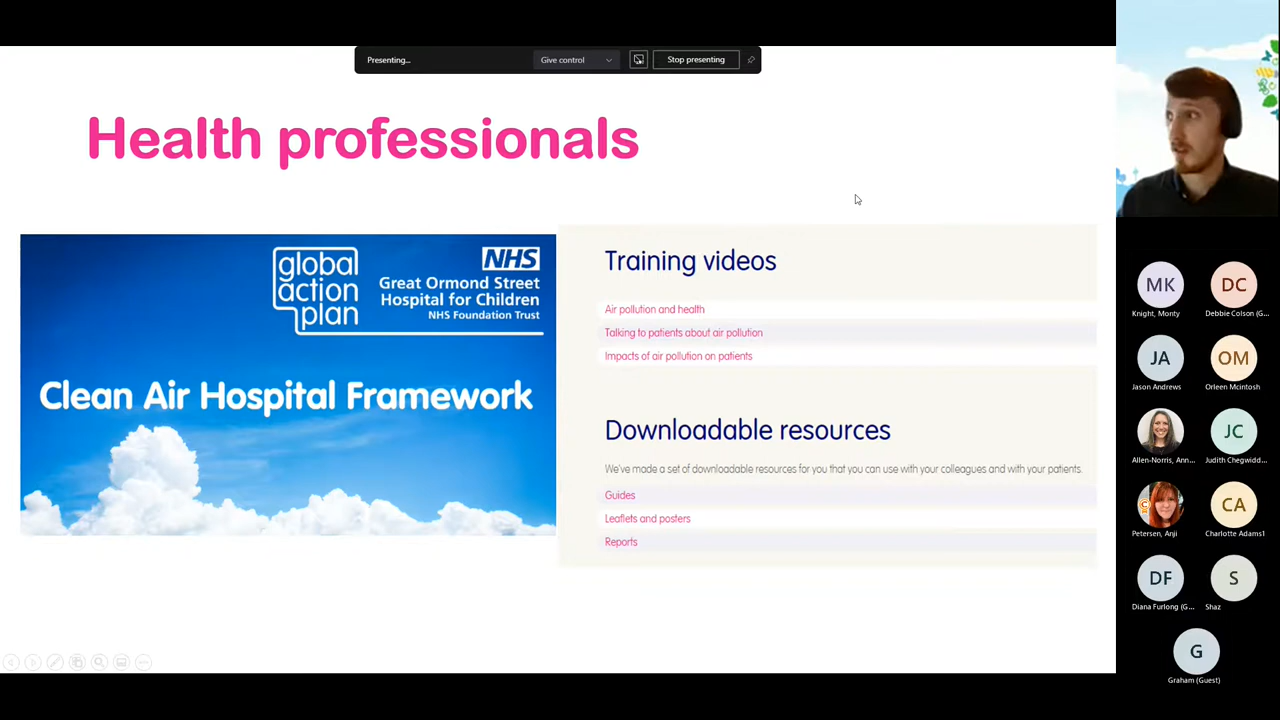 Presenting...
Give control
Stop presenting
Health professionals
global
action
plan
NHS
Great Ormond Street
Hospital for Children
NHS Foundation Trust
Clean Air Hospital Framework
Training videos
Air pollution and health
Talking to patients about air pollution
Impacts of air pollution on patients
Downloadable resources
We've made a set of downloadable resources for you that you can use with your colleagues and with your patients.
Guides
Leaflets and posters
Reports
MK
Knight, Monty
DC
Debbie Colson (G...
JA
Jason Andrews
OM
Orleen Mcintosh
Allen-Norris, Ann...
JC
Judith Chegwidd...
Petersen, Anji
CA
Charlotte Adams1
DF
Diana Furlong (G...
S
Shaz
G
Graham (Guest)